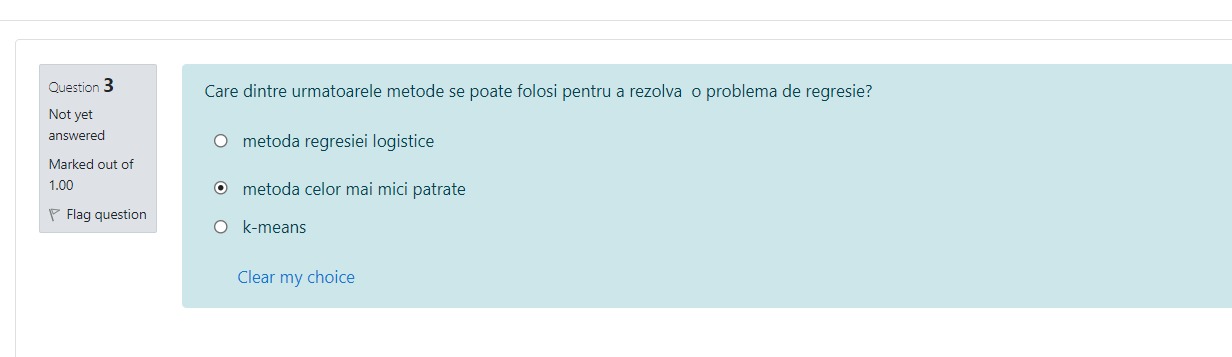 Question 3
Not yet
answered
Marked out of
1.00
Flag question
Care dintre urmatoarele metode se poate folosi pentru a rezolva o problema de regresie?
metoda regresiei logistice
metoda celor mai mici patrate
k-means
Clear my choice